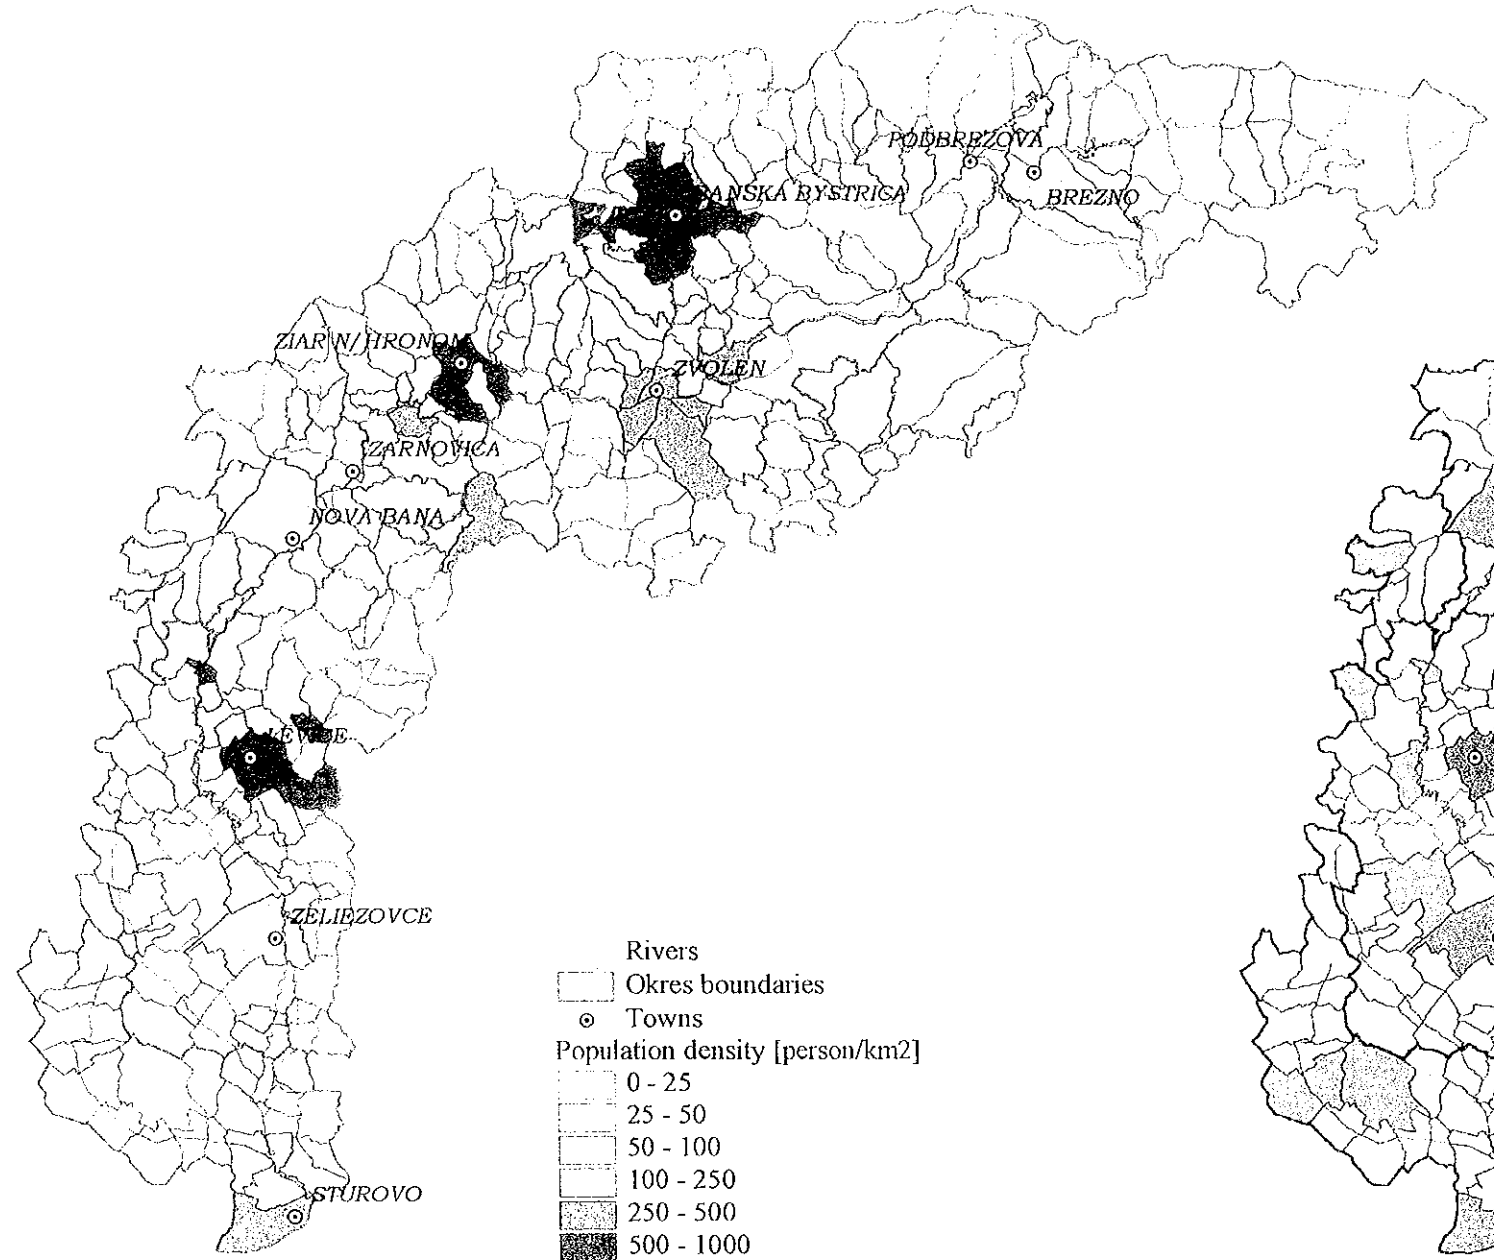 PODBREZOVA
BANSKA BYSTRICA
BREZNO
ZIAR N/HRONOM
ZVOLEN
ZARNOVICA
NOVA BANA
LEVICE
ZELIEZOVCE
Rivers
Okres boundaries
Towns
Population density [person/km2]
0 - 25
25 - 50
50 - 100
100 - 250
STUROVO
250 - 500
500 - 1000